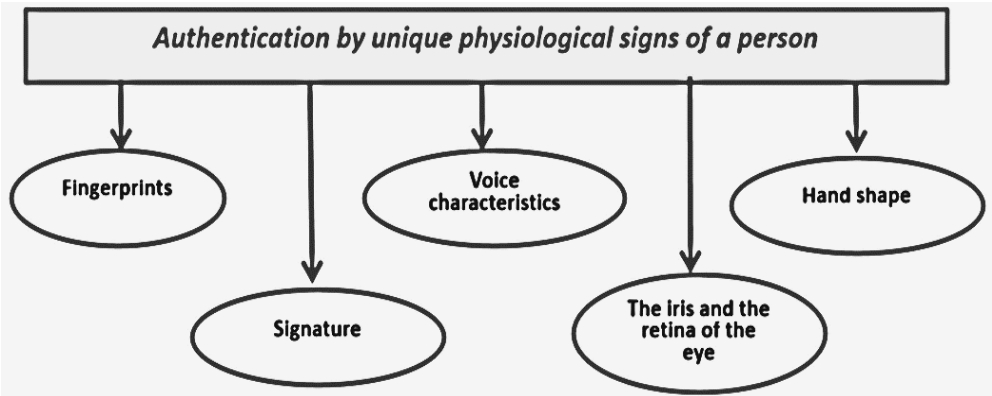 Authentication by unique physiological signs of a person
Fingerprints
Voice
characteristics
Hand shape
Signature
The iris and the
retina of the
eye